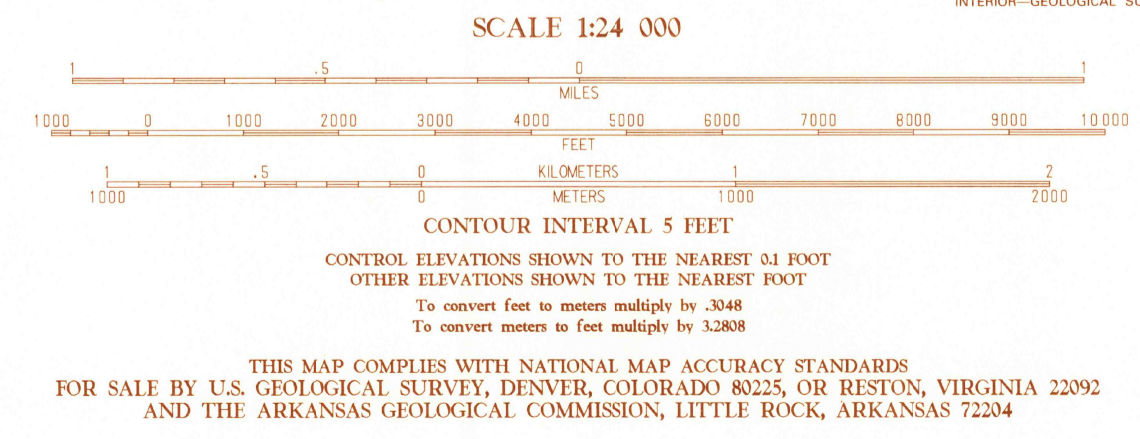 INTERIOR—GEOLOGICAL
SCALE 1:24 000
1 .5 0 1
MILES
1000 0 1000 2000 3000 4000 5000 6000 7000 8000 9000 10 000
FEET
1 .5 0 KILOMETERS 1 2
1000 0 METERS 1000 2000
CONTOUR INTERVAL 5 FEET
CONTROL ELEVATIONS SHOWN TO THE NEAREST 0.1 FOOT
OTHER ELEVATIONS SHOWN TO THE NEAREST FOOT
To convert feet to meters multiply by .3048
To convert meters to feet multiply by 3.2808
THIS MAP COMPLIES WITH NATIONAL MAP ACCURACY STANDARDS
FOR SALE BY U.S. GEOLOGICAL SURVEY, DENVER, COLORADO 80225, OR RESTON, VIRGINIA 22092
AND THE ARKANSAS GEOLOGICAL COMMISSION, LITTLE ROCK, ARKANSAS 72204